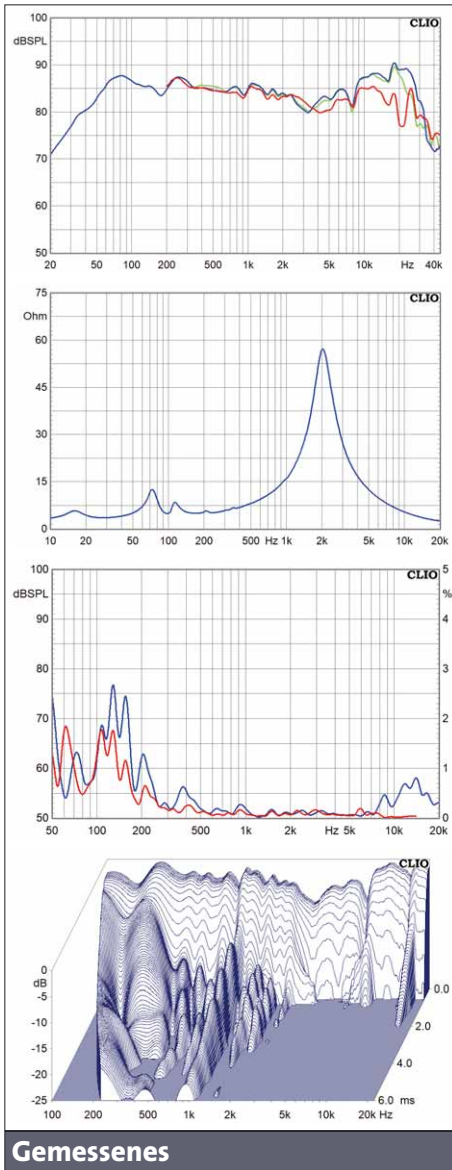 100 CLIO
dBSPL
90
80
70
60
50
20 50 100 200 500 1k 2k 5k 10k Hz 40k
75 CLIO
Ohm
60
45
30
15
0
10 20 50 100 200 500 Hz 1k 2k 5k 10k 20k
100 CLIO 5
dBSPL %
90 4
80 3
70 2
60 1
50 0
50 100 200 500 1k 2k Hz 5k 10k 20k
CLIO
0
dB
-5 0.0
-10 2.0
-15
-20 4.0
-25 6.0 ms
100 200 500 1k 2k 5k 10k 20k Hz
Gemessenes